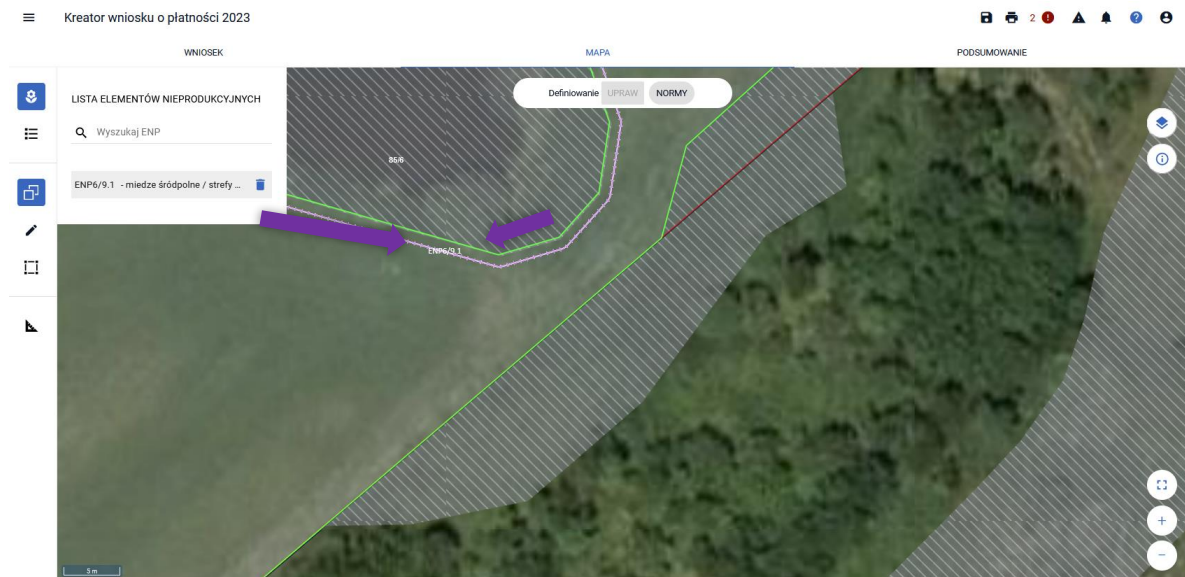 Kreator wniosku o płatności 2023
2
WNIOSEK
MAPA
PODSUMOWANIE
LISTA ELEMENTÓW NIEPRODUKCYJNYCH
Definiowanie UPRAW NORMY
Wyszukaj ENP
85/6
ENP6/9.1 - miedze śródpolne / strefy ...
ENP6/9.1
5 m